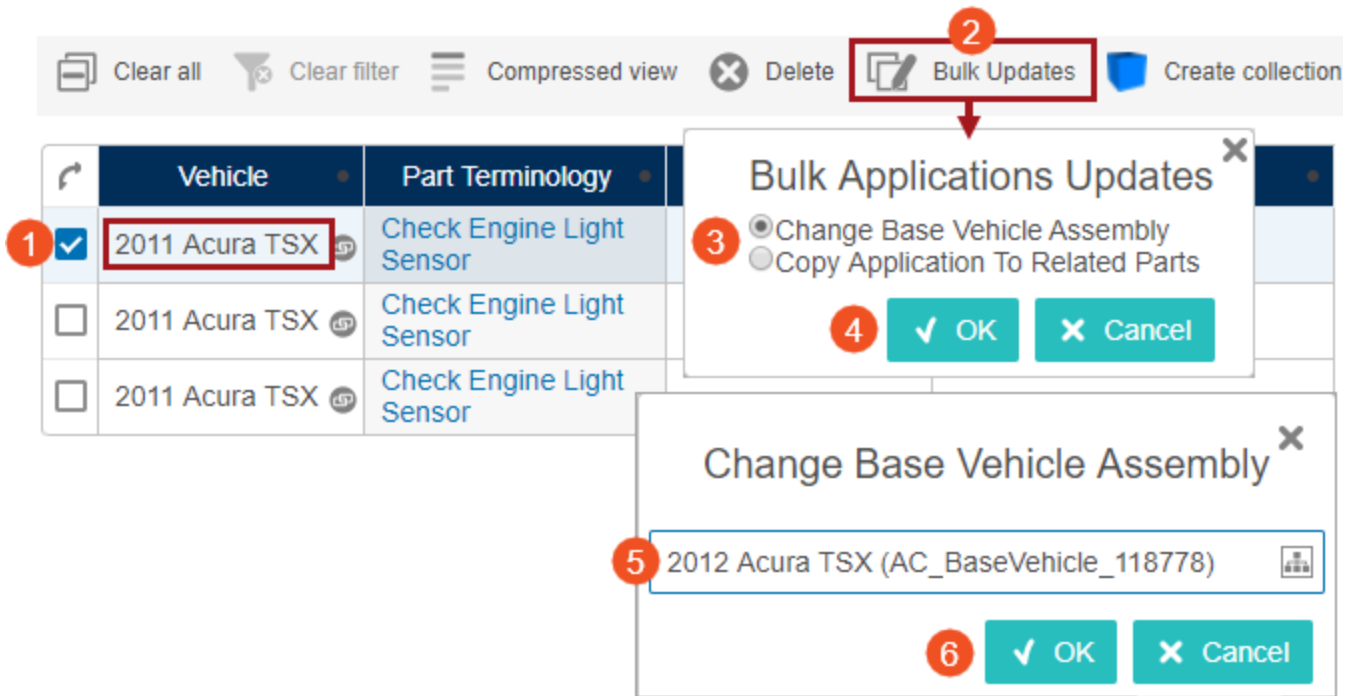 2
Clear all Clear filter Compressed view Delete Bulk Updates Create collection
Vehicle Part Terminology
1 2011 Acura TSX Check Engine Light
Sensor
2011 Acura TSX Check Engine Light
Sensor
2011 Acura TSX Check Engine Light
Sensor
Bulk Applications Updates
3 Change Base Vehicle Assembly
Copy Application To Related Parts
4 OK Cancel
Change Base Vehicle Assembly
5 2012 Acura TSX (AC_BaseVehicle_118778)
6 OK Cancel